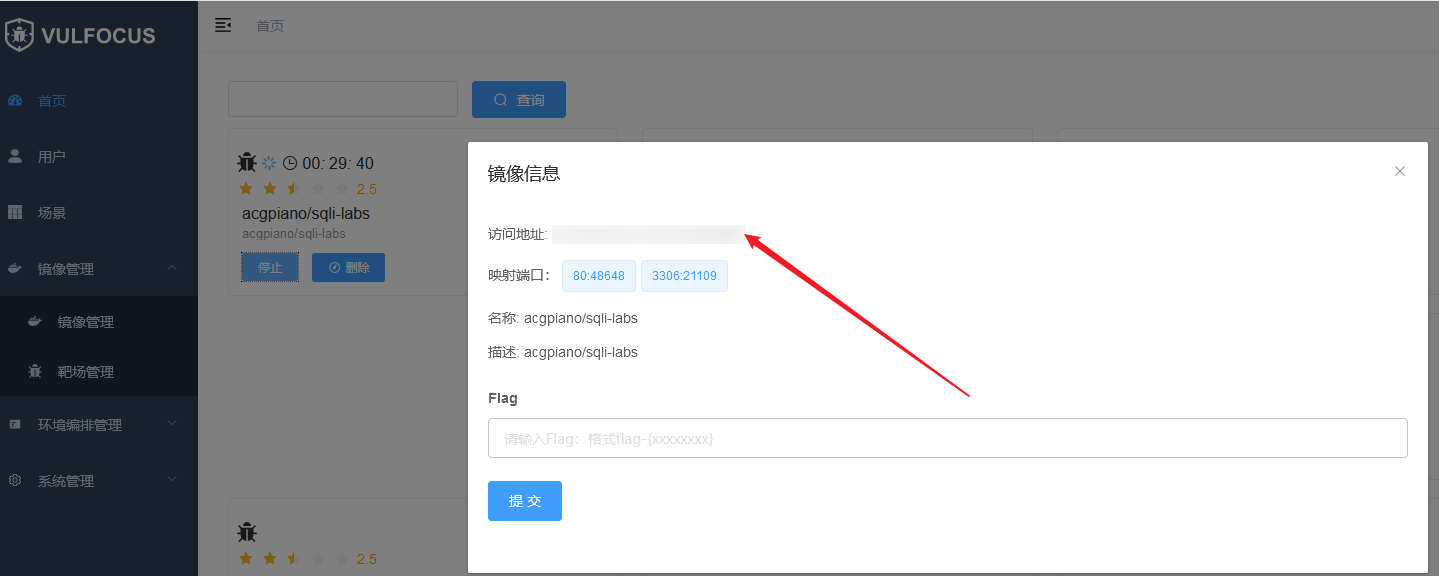 VULFOCUS
首页
首页
用户
场景
镜像管理
镜像管理
靶场管理
环境编排管理
系统管理
查询
00: 29: 40
2.5
acgpiano/sqli-labs
acgpiano/sqli-labs
停止
删除
2.5
镜像信息
访问地址:
映射端口: 80:48648 3306:21109
名称: acgpiano/sqli-labs
描述: acgpiano/sqli-labs
Flag
请输入Flag：格式flag-{xxxxxxxx}
提 交